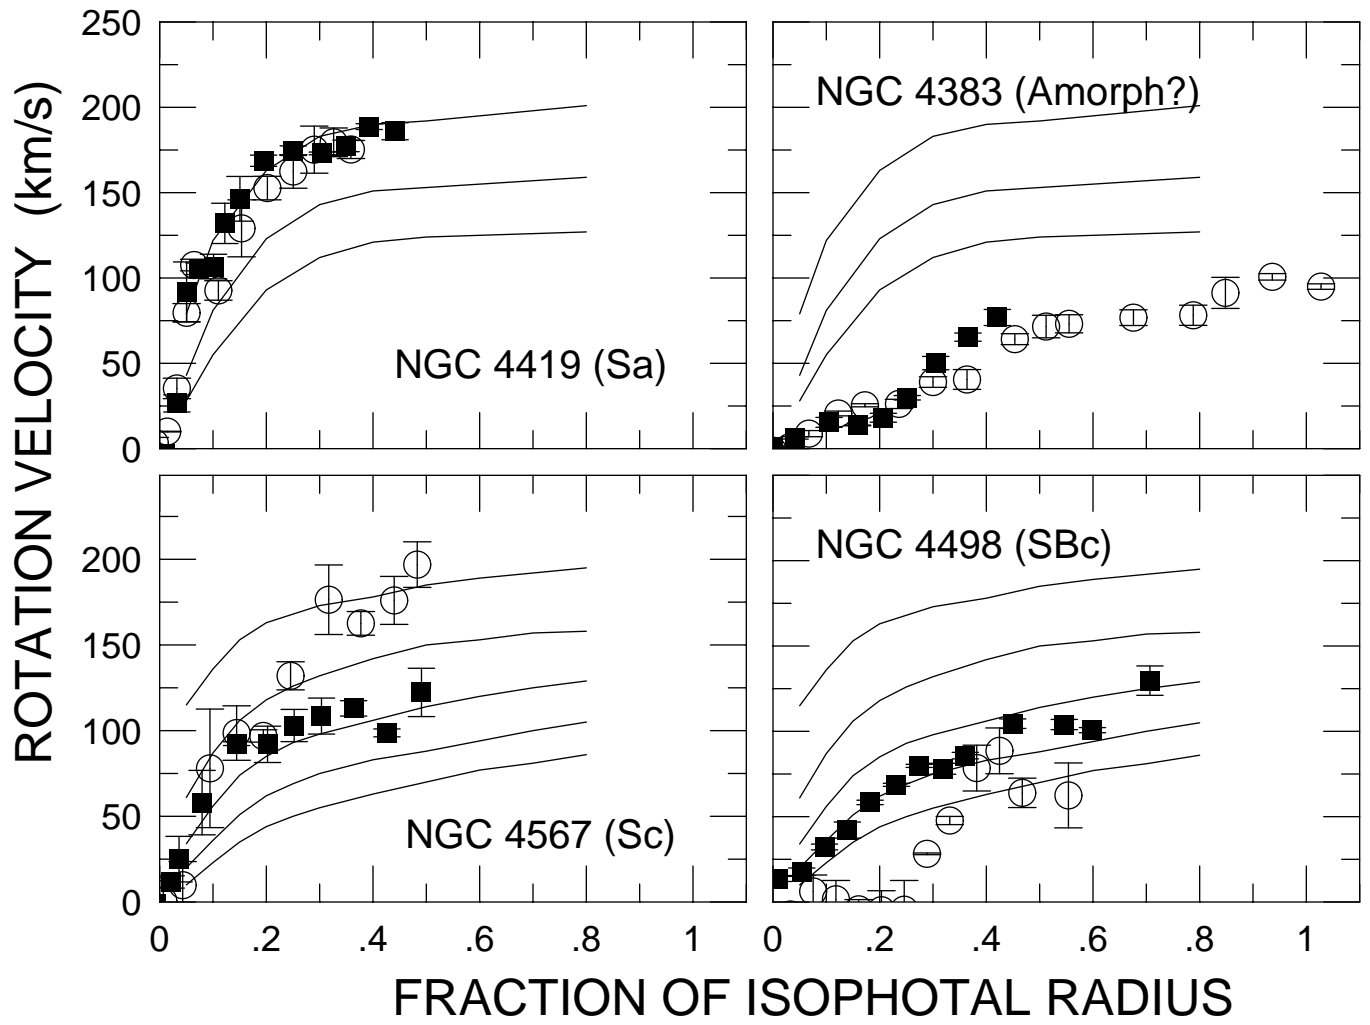 ROTATION VELOCITY (km/s)
250
200
150
100
50
0
NGC 4419 (Sa)
NGC 4383 (Amorph?)
200
150
100
50
0
NGC 4567 (Sc)
NGC 4498 (SBc)
0 .2 .4 .6 .8 1
0 .2 .4 .6 .8 1
FRACTION OF ISOPHOTAL RADIUS